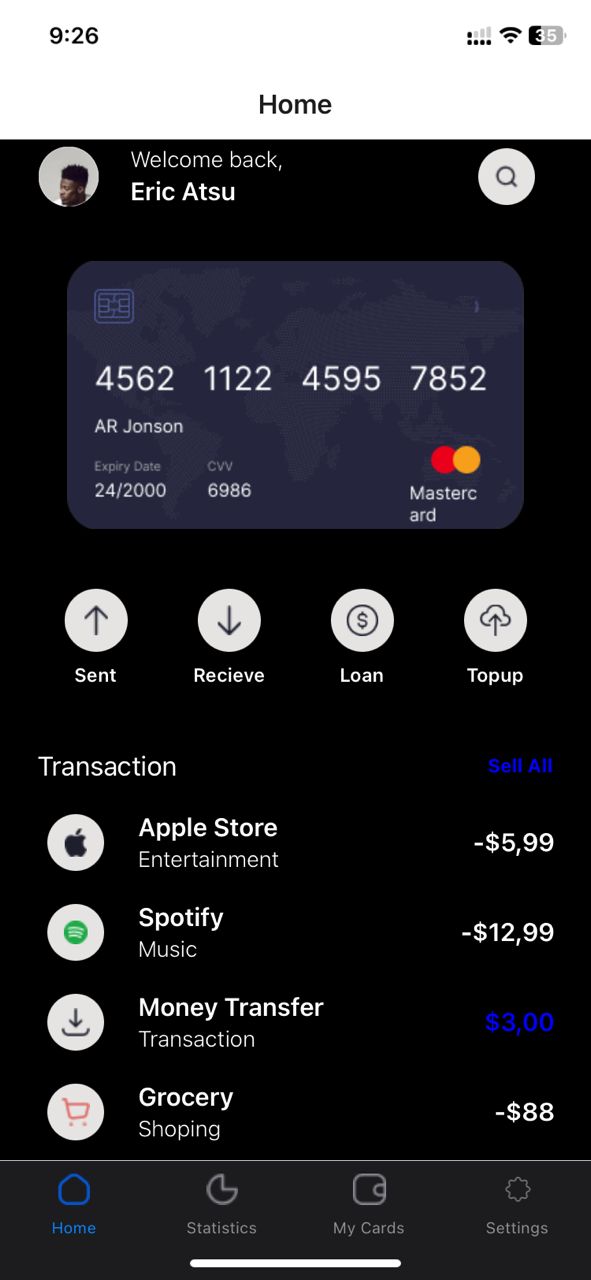 9:26
35
Home
Welcome back,
Eric Atsu
4562 1122 4595 7852
AR Jonson
Expiry Date CVV
24/2000 6986
Masterc
ard
Sent Recieve Loan Topup
Transaction Sell All
Apple Store
Entertainment
-$5,99
Spotify
Music
-$12,99
Money Transfer
Transaction
$3,00
Grocery
Shoping
-$88
Home Statistics My Cards Settings